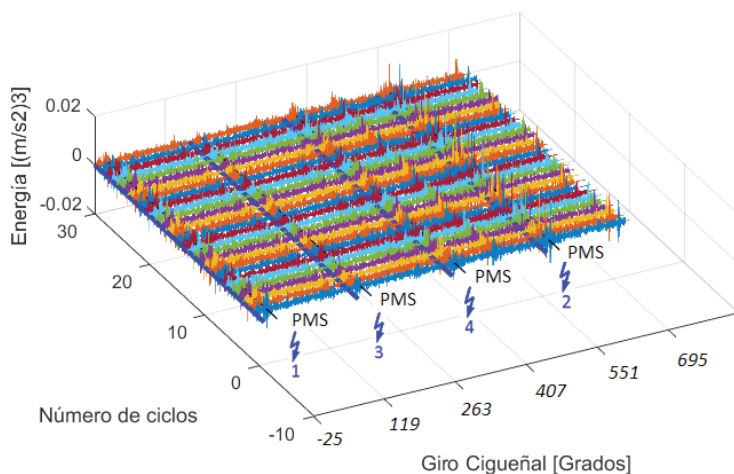 Energía [(m/s2)3]
0.02
0
-0.02
30
20
10
0
-10
Número de ciclos
PMS
1
PMS
3
PMS
4
PMS
2
-25
119
263
407
551
695
Giro Cigueñal [Grados]